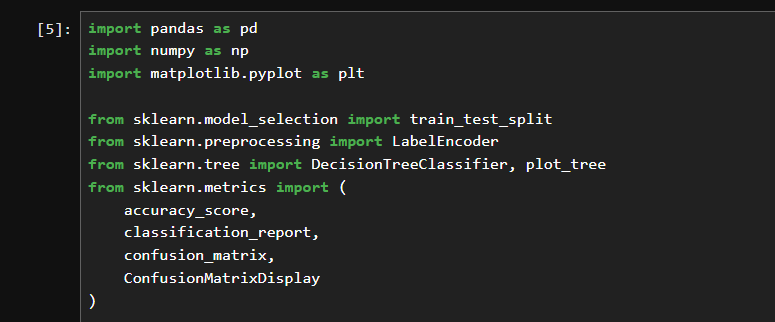 [5]:
import pandas as pd
import numpy as np
import matplotlib.pyplot as plt

from sklearn.model_selection import train_test_split
from sklearn.preprocessing import LabelEncoder
from sklearn.tree import DecisionTreeClassifier, plot_tree
from sklearn.metrics import (
    accuracy_score,
    classification_report,
    confusion_matrix,
    ConfusionMatrixDisplay
)